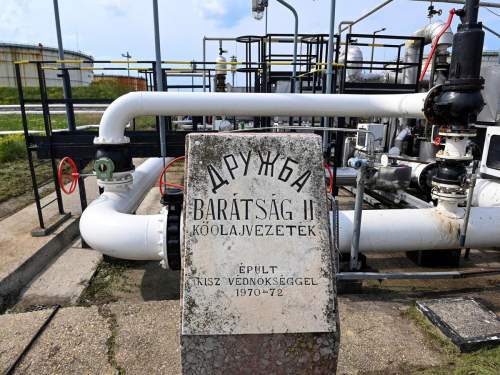 ДРУЖБА
BARÁTSÁG II
KŐOLAJVEZETÉK
ÉPÜLT
KISZ VÉDNÖKSÉGGEL
1970-72